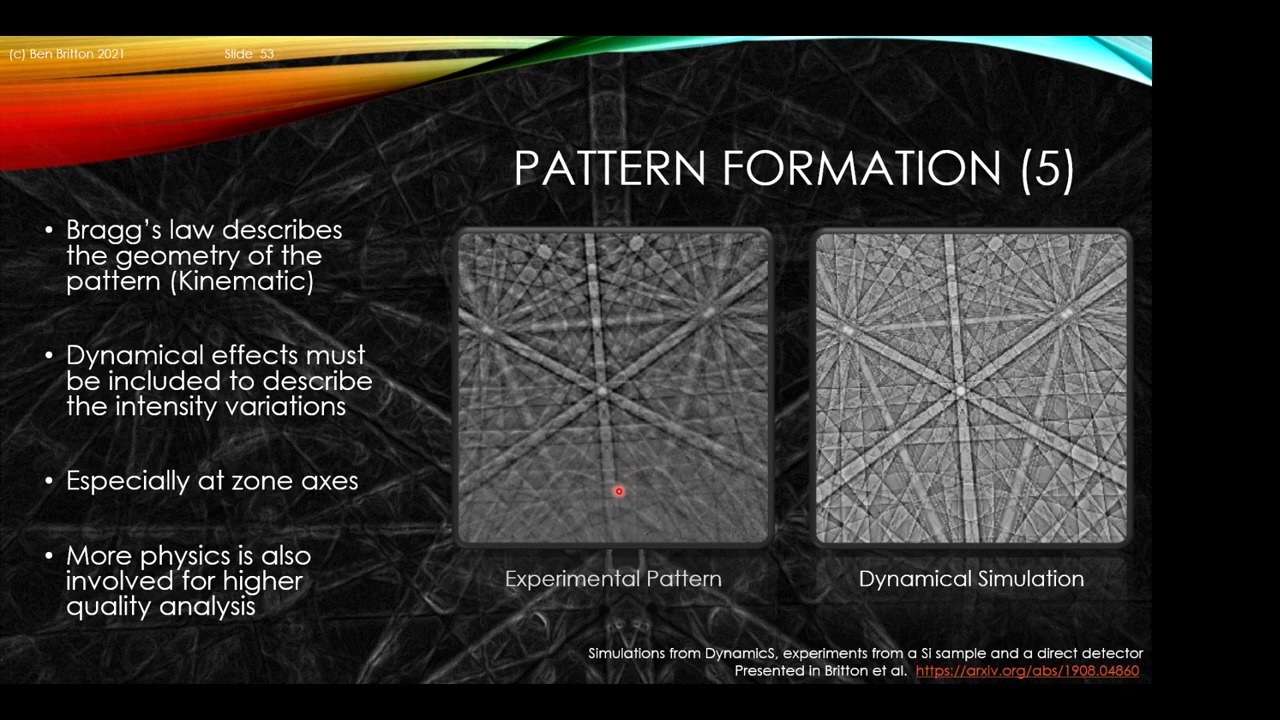 (c) Ben Britton 2021 Slide 53
PATTERN FORMATION (5)
• Bragg’s law describes
the geometry of the
pattern (Kinematic)
• Dynamical effects must
be included to describe
the intensity variations
• Especially at zone axes
• More physics is also
involved for higher
quality analysis
Experimental Pattern
Dynamical Simulation
Simulations from DynamicS, experiments from a Si sample and a direct detector
Presented in Britton et al. https://arxiv.org/abs/1908.04860